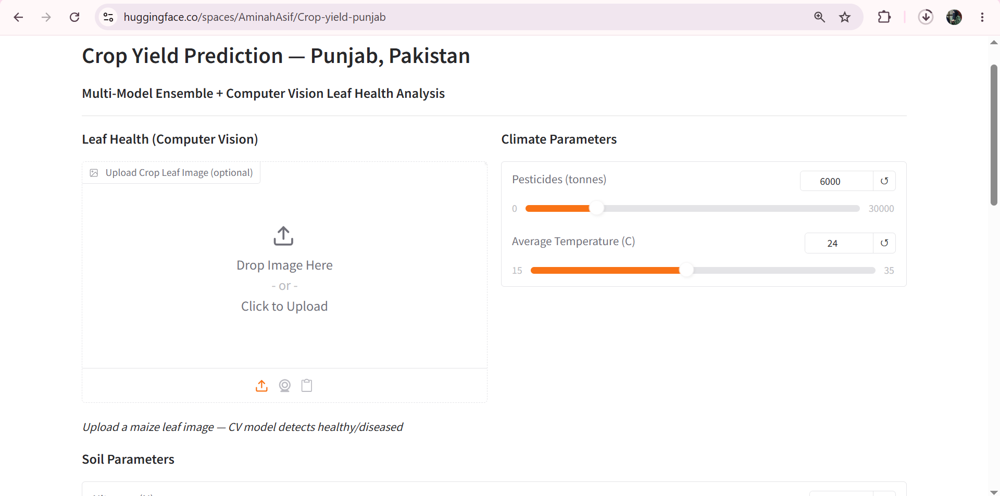 huggingface.co/spaces/AminahAsif/Crop-yield-punjab
Crop Yield Prediction — Punjab, Pakistan
Multi-Model Ensemble + Computer Vision Leaf Health Analysis
Leaf Health (Computer Vision)
Upload Crop Leaf Image (optional)
Drop Image Here
- or -
Click to Upload
Upload a maize leaf image — CV model detects healthy/diseased
Climate Parameters
Pesticides (tonnes)
6000
0
30000
Average Temperature (C)
24
15
35
Soil Parameters